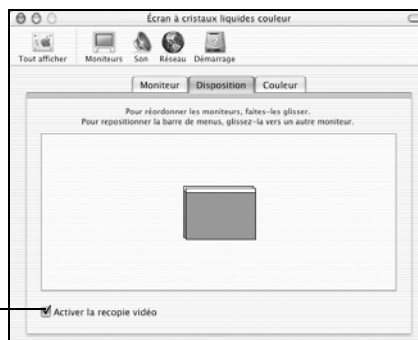 Écran à cristaux liquides couleur
Tout afficher Moniteurs Son Réseau Démarrage
Moniteur Disposition Couleur
Pour réordonner les moniteurs, faites-les glisser.
Pour repositionner la barre de menus, glissez-la vers un autre moniteur.
Activer la recopie vidéo